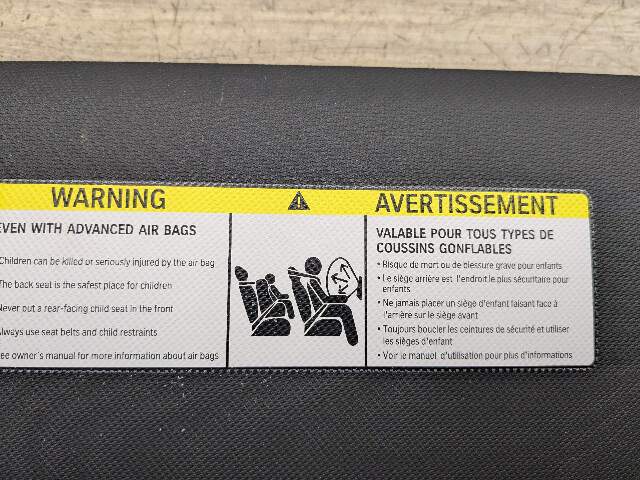 WARNING
AVERTISSEMENT
EVEN WITH ADVANCED AIR BAGS
Children can be killed or seriously injured by the air bag
The back seat is the safest place for children
Never put a rear-facing child seat in the front
Always use seat belts and child restraints
See owner's manual for more information about air bags
VALABLE POUR TOUS TYPES DE
COUSSINS GONFLABLES
• Risque de mort ou de blessure grave pour enfants
• Le siège arrière est l'endroit le plus sécuritaire pour
enfants
• Ne jamais placer un siège d'enfant faisant face à
l'arrière sur le siège avant
• Toujours boucler les ceintures de sécurité et utiliser
les sièges d'enfant
• Voir le manuel d'utilisation pour plus d'informations